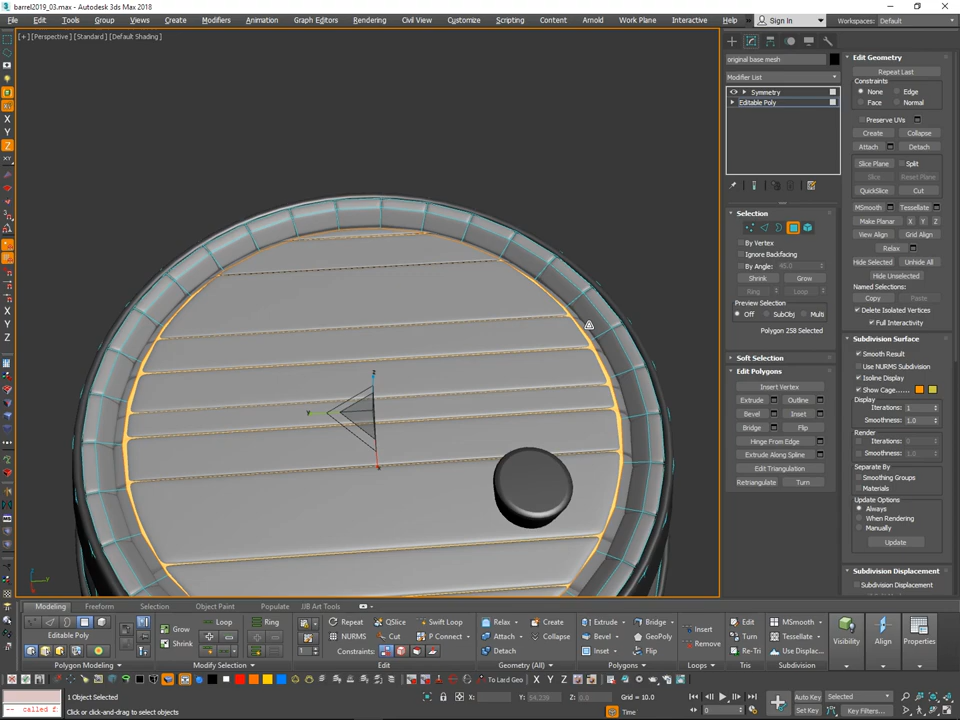 barrel2019_03.max - Autodesk 3ds Max 2018
File Edit Tools Group Views Create Modifiers Animation Graph Editors Rendering Civil View Customize Scripting Content Arnold Work Plane Interactive Help Sign In Workspaces: Default
[+] [Perspective] [Standard] [Default Shading]
original base mesh
Modifier List
Symmetry
Editable Poly
Selection
By Vertex
Ignore Backfacing
By Angle: 45.0
Shrink Grow
Ring Loop
Preview Selection
Off SubObj Multi
Polygon 258 Selected
Soft Selection
Edit Polygons
Insert Vertex
Extrude Outline
Bevel Inset
Bridge Flip
Hinge From Edge
Extrude Along Spline
Edit Triangulation
Retriangulate Turn
Edit Geometry
Repeat Last
Constraints
None Edge
Face Normal
Preserve UVs
Create Collapse
Attach Detach
Slice Plane Split
Slice Reset Plane
QuickSlice Cut
MSmooth Tessellate
Make Planar X Y Z
View Align Grid Align
Relax
Hide Selected Unhide All
Hide Unselected
Named Selections:
Copy Paste
Delete Isolated Vertices
Full Interactivity
Subdivision Surface
Smooth Result
Use NURMS Subdivision
Isoline Display
Show Cage......
Display
Iterations: 1
Smoothness: 1.0
Render
Iterations: 0
Smoothness: 1.0
Separate By
Smoothing Groups
Materials
Update Options
Always
When Rendering
Manually
Update
Subdivision Displacement
Subdivision Displacement
X
Y
Z
XY
X
Y
Z
z
y
Modeling Freeform Selection Object Paint Populate JJB Art Tools
Editable Poly
Polygon Modeling
Grow Loop Ring
Shrink
Modify Selection
Repeat QSlice Swift Loop
NURMS Cut P Connect
Constraints:
Edit
Relax Create
Attach Collapse
Detach
Geometry (All)
Extrude Bridge
Bevel GeoPoly
Inset Flip
Polygons
Insert
Remove
Loops
Edit
Turn
Re-Tri
Tris
MSmooth
Tessellate
Use Displac...
Subdivision
Visibility
Align
Properties
To Land Geo X Y Z
1 Object Selected
Click or click-and-drag to select objects
-- called f
X: Y: 54.239 Z: 0.0 Grid = 10.0
Time
Auto Key Selected
Set Key Key Filters...
0